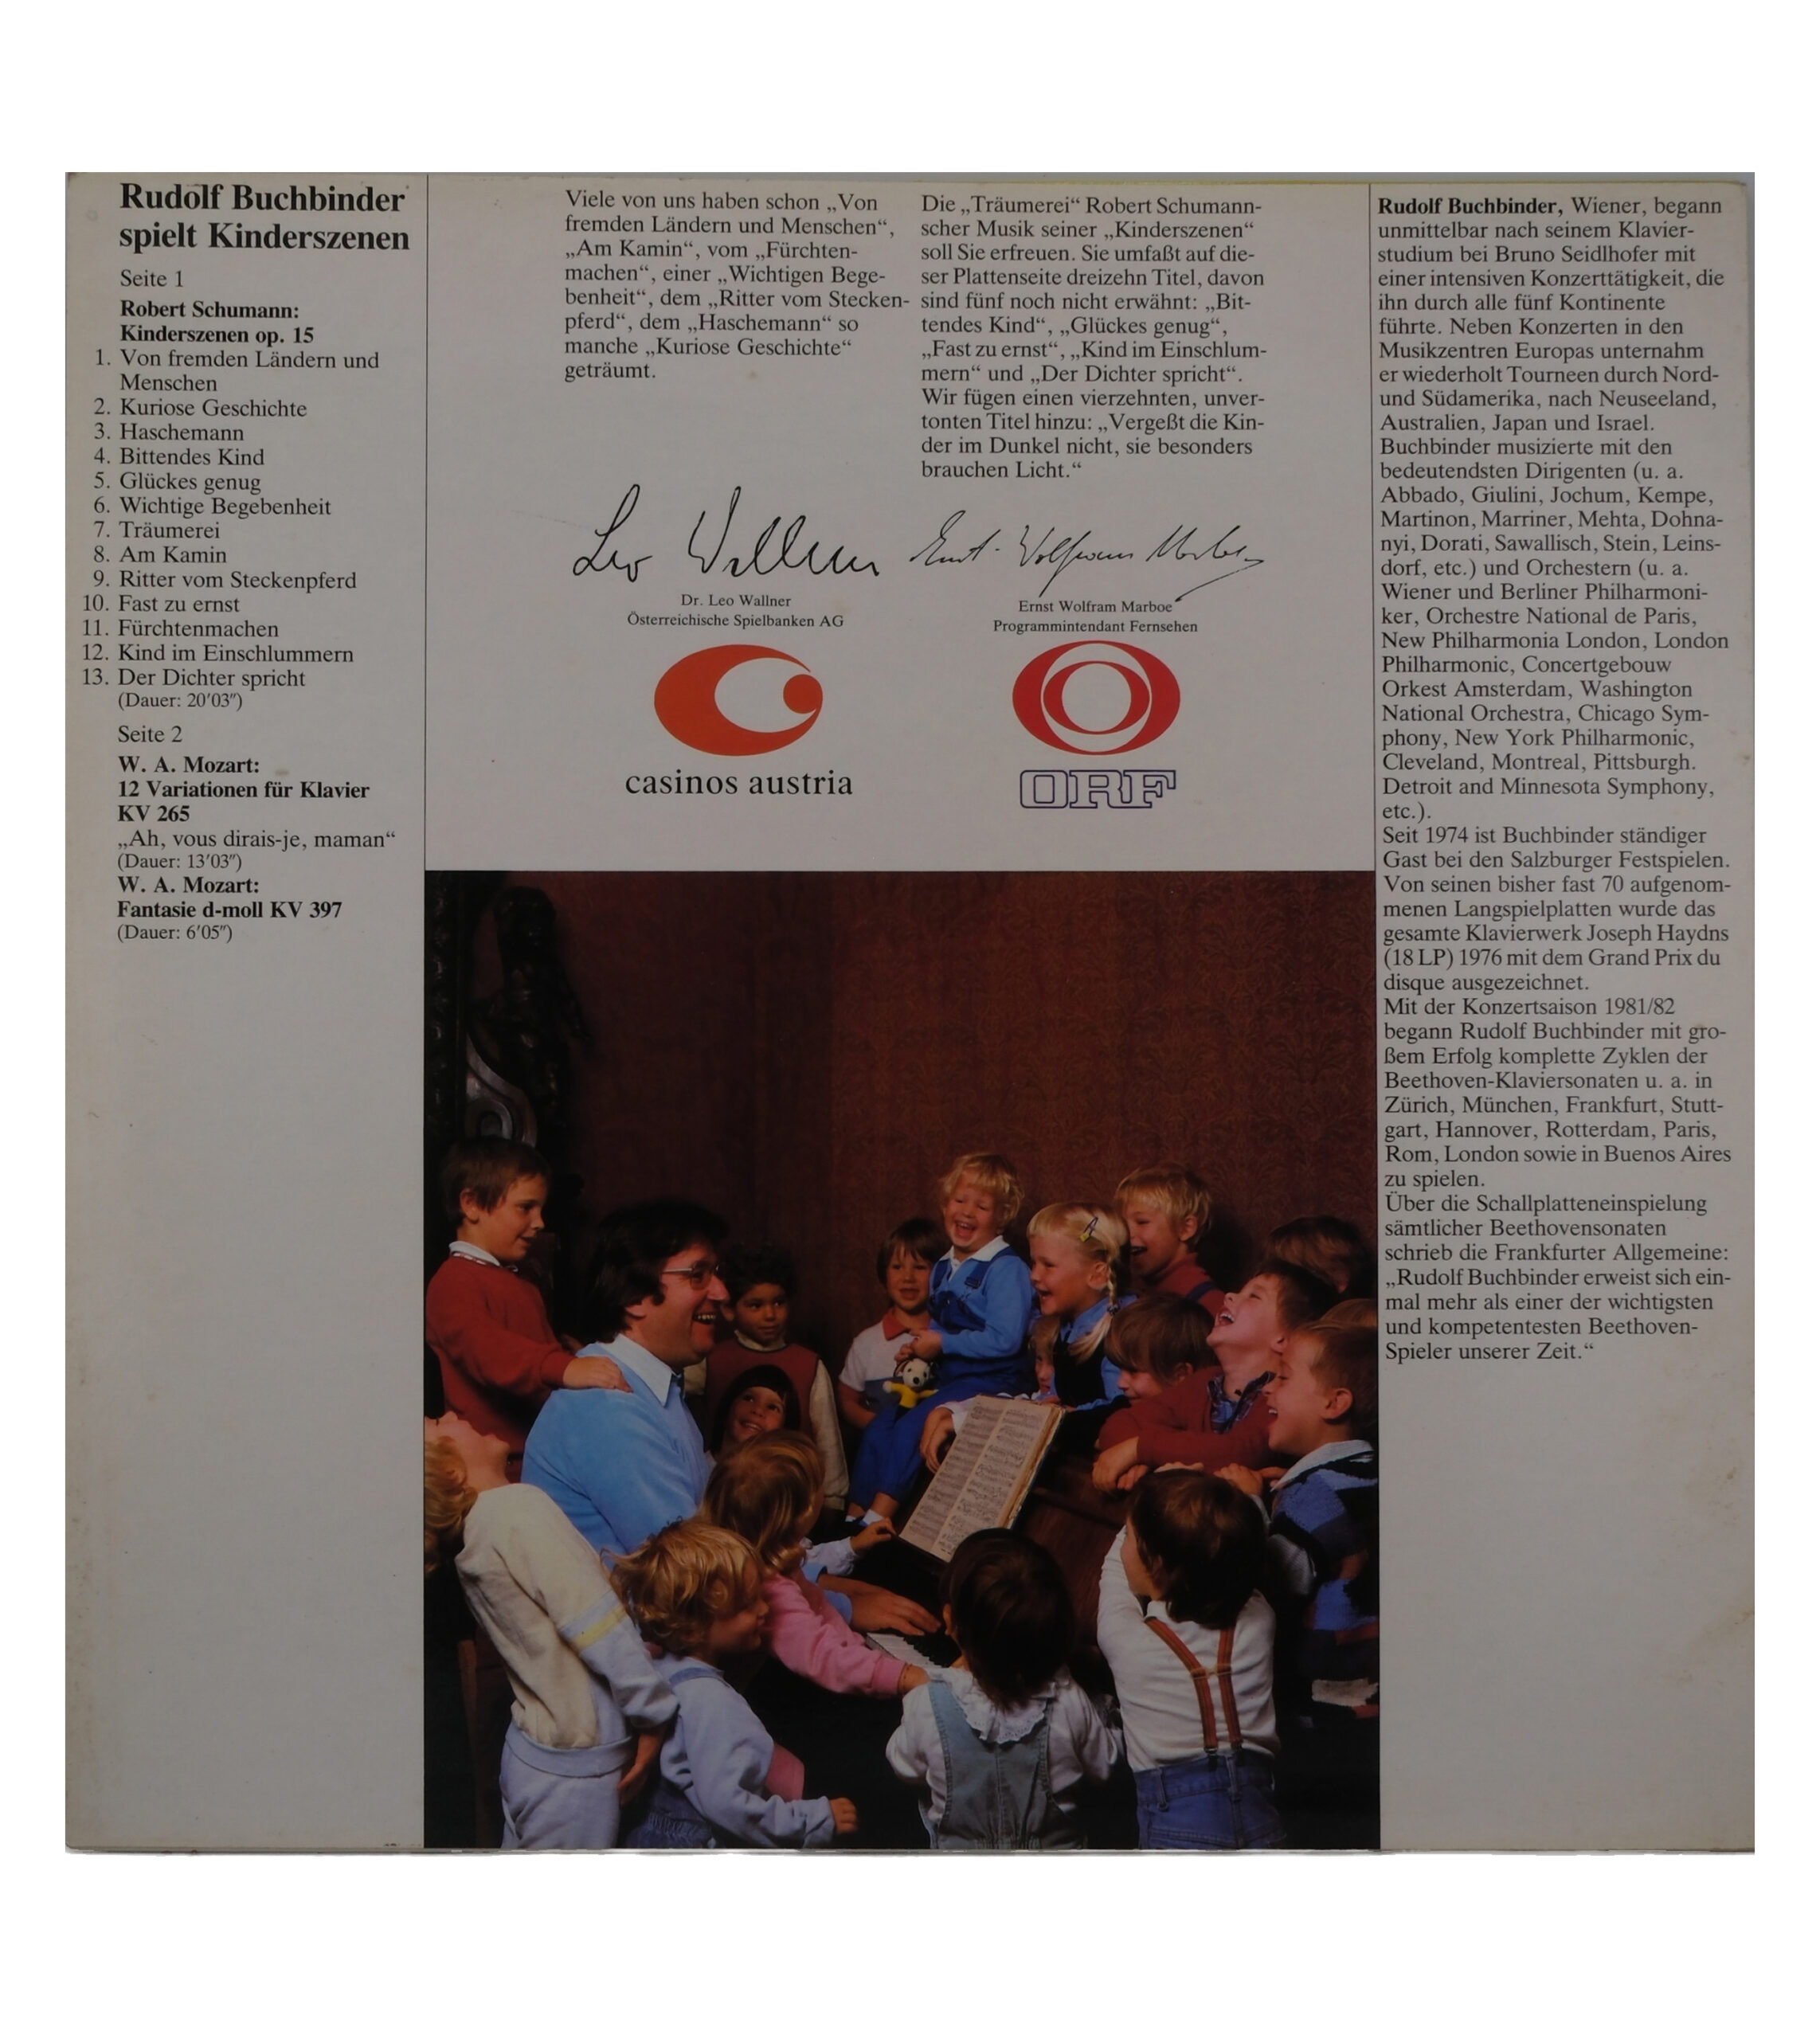 Rudolf Buchbinder
spielt Kinderszenen
Seite 1
Robert Schumann:
Kinderszenen op. 15
1. Von fremden Ländern und
Menschen
2. Kuriose Geschichte
3. Haschemann
4. Bittendes Kind
5. Glückes genug
6. Wichtige Begebenheit
7. Träumerei
8. Am Kamin
9. Ritter vom Steckenpferd
10. Fast zu ernst
11. Fürchtenmachen
12. Kind im Einschlummern
13. Der Dichter spricht
(Dauer: 20′03″)
Seite 2
W. A. Mozart:
12 Variationen für Klavier
KV 265
„Ah, vous dirais-je, maman“
(Dauer: 13′03″)
W. A. Mozart:
Fantasie d-moll KV 397
(Dauer: 6′05″)
Viele von uns haben schon „Von
fremden Ländern und Menschen“,
„Am Kamin“, vom „Fürchten-
machen“, einer „Wichtigen Bege-
benheit“, dem „Ritter vom Stecken-
pferd“, dem „Haschemann“ so
manche „Kuriose Geschichte“
geträumt.
Leo Wallner
Dr. Leo Wallner
Österreichische Spielbanken AG
casinos austria
Die „Träumerei“ Robert Schumann-
scher Musik seiner „Kinderszenen“
soll Sie erfreuen. Sie umfaßt auf die-
ser Plattenseite dreizehn Titel, davon
sind fünf noch nicht erwähnt: „Bit-
tendes Kind“, „Glückes genug“,
„Fast zu ernst“, „Kind im Einschlum-
mern“ und „Der Dichter spricht“.
Wir fügen einen vierzehnten, unver-
tonten Titel hinzu: „Vergeßt die Kin-
der im Dunkel nicht, sie besonders
brauchen Licht.“
Ernst Wolfram Marboe
Ernst Wolfram Marboe
Programmintendant Fernsehen
ORF
Rudolf Buchbinder, Wiener, begann
unmittelbar nach seinem Klavier-
studium bei Bruno Seidlhofer mit
einer intensiven Konzerttätigkeit, die
ihn durch alle fünf Kontinente
führte. Neben Konzerten in den
Musikzentren Europas unternahm
er wiederholt Tourneen durch Nord-
und Südamerika, nach Neuseeland,
Australien, Japan und Israel.
Buchbinder musizierte mit den
bedeutendsten Dirigenten (u. a.
Abbado, Giulini, Jochum, Kempe,
Martinon, Marriner, Mehta, Dohna-
nyi, Dorati, Sawallisch, Stein, Leins-
dorf, etc.) und Orchestern (u. a.
Wiener und Berliner Philharmoni-
ker, Orchestre National de Paris,
New Philharmonia London, London
Philharmonic, Concertgebouw
Orkest Amsterdam, Washington
National Orchestra, Chicago Sym-
phony, New York Philharmonic,
Cleveland, Montreal, Pittsburgh.
Detroit and Minnesota Symphony,
etc.).
Seit 1974 ist Buchbinder ständiger
Gast bei den Salzburger Festspielen.
Von seinen bisher fast 70 aufgenom-
menen Langspielplatten wurde das
gesamte Klavierwerk Joseph Haydns
(18 LP) 1976 mit dem Grand Prix du
disque ausgezeichnet.
Mit der Konzertsaison 1981/82
begann Rudolf Buchbinder mit gro-
ßem Erfolg komplette Zyklen der
Beethoven-Klaviersonaten u. a. in
Zürich, München, Frankfurt, Stutt-
gart, Hannover, Rotterdam, Paris,
Rom, London sowie in Buenos Aires
zu spielen.
Über die Schallplatteneinspielung
sämtlicher Beethovensonaten
schrieb die Frankfurter Allgemeine:
„Rudolf Buchbinder erweist sich ein-
mal mehr als einer der wichtigsten
und kompetentesten Beethoven-
Spieler unserer Zeit.“